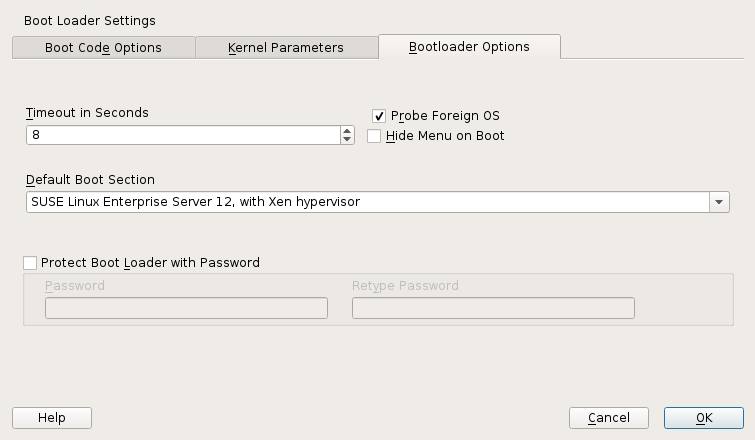 Boot Loader Settings
Boot Code Options Kernel Parameters Bootloader Options
Timeout in Seconds
Probe Foreign OS
8
Hide Menu on Boot
Default Boot Section
SUSE Linux Enterprise Server 12, with Xen hypervisor
Protect Boot Loader with Password
Password Retype Password
Help Cancel OK